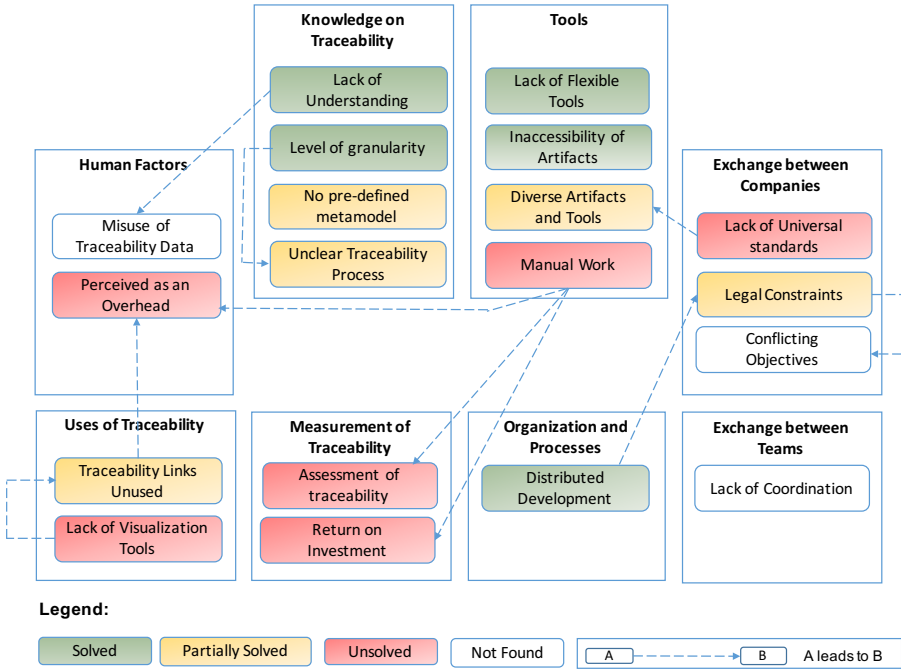 Knowledge on
Traceability
Lack of
Understanding
Level of granularity
No pre-defined
metamodel
Unclear Traceability
Process
Tools
Lack of Flexible
Tools
Inaccessibility of
Artifacts
Diverse Artifacts
and Tools
Manual Work
Human Factors
Misuse of
Traceability Data
Perceived as an
Overhead
Exchange between
Companies
Lack of Universal
standards
Legal Constraints
Conflicting
Objectives
Uses of Traceability
Traceability Links
Unused
Lack of Visualization
Tools
Measurement of
Traceability
Assessment of
traceability
Return on
Investment
Organization and
Processes
Distributed
Development
Exchange between
Teams
Lack of Coordination
Legend:
Solved
Partially Solved
Unsolved
Not Found
A
B
A leads to B